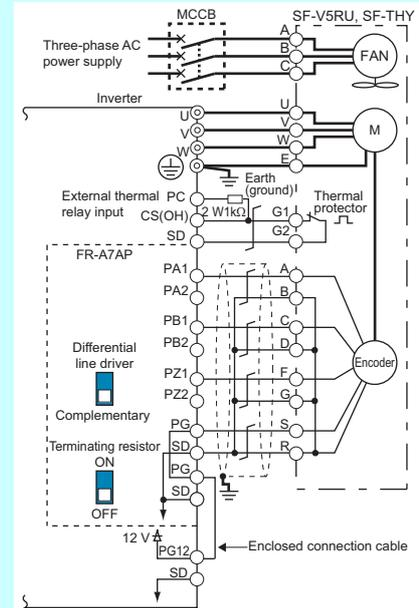 MCCB
SF-V5RU, SF-THY
Three-phase AC
power supply
A
B
C
FAN
Inverter
U
V
W
U
V
W
E
M
Earth
(ground)
External thermal
relay input
PC
CS(OH)
SD
2 W1kΩ
G1
G2
Thermal
protector
FR-A7AP
PA1
PA2
PB1
PB2
PZ1
PZ2
PG
SD
PG
SD
A
B
C
D
F
G
S
R
Encoder
Differential
line driver
Complementary
Terminating resistor
ON
OFF
12 V
PG12
SD
Enclosed connection cable